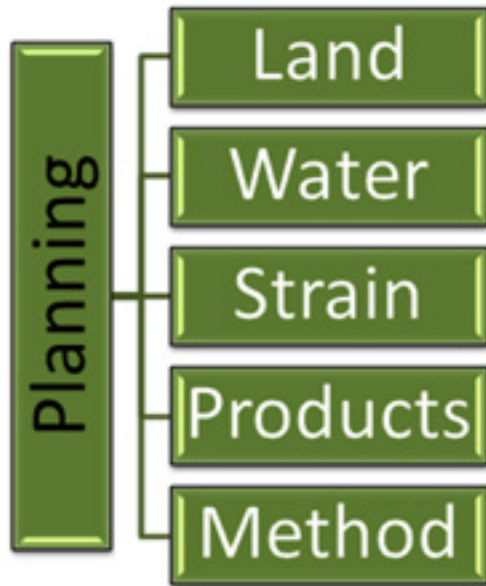 Planning
Land
Water
Strain
Products
Method